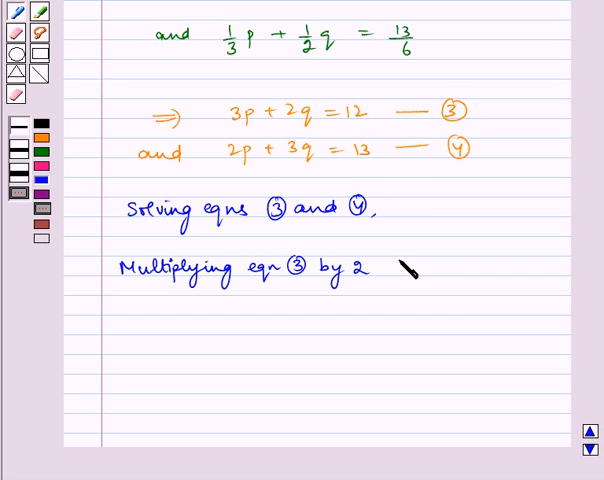 and 1/3 p + 1/2 q = 13/6
=> 3p + 2q = 12 — ③
and 2p + 3q = 13 — ④
Solving eqns ③ and ④,
Multiplying eqn ③ by 2